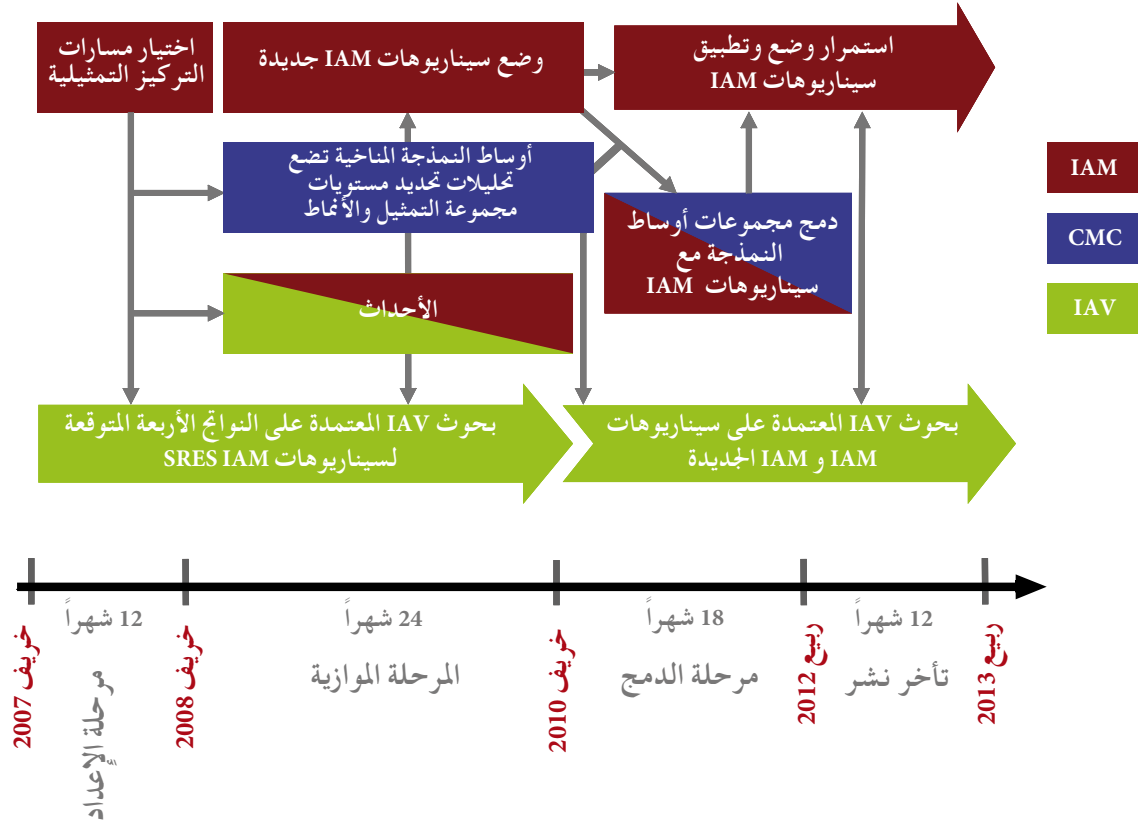 اختيار مسارات
التركيز التمثيلية
وضع سيناريوهات IAM جديدة
استمرار وضع وتطبيق
سيناريوهات IAM
أوساط النمذجة المناخية تضع
تحليلات تحديد مستويات
مجموعة التمثيل والأنماط
دمج مجموعات أوساط
النمذجة مع
سيناريوهات IAM
الأحداث
بحوث IAV المعتمدة على النواتج الأربعة المتوقعة
لسيناريوهات SRES IAM
بحوث IAV المعتمدة على سيناريوهات
IAM و IAM الجديدة
IAM
CMC
IAV
خريف 2007
12 شهراً
مرحلة الإعداد
خريف 2008
24 شهراً
المرحلة الموازية
خريف 2010
18 شهراً
مرحلة الدمج
ربيع 2012
12 شهراً
تأخر نشر
ربيع 2013